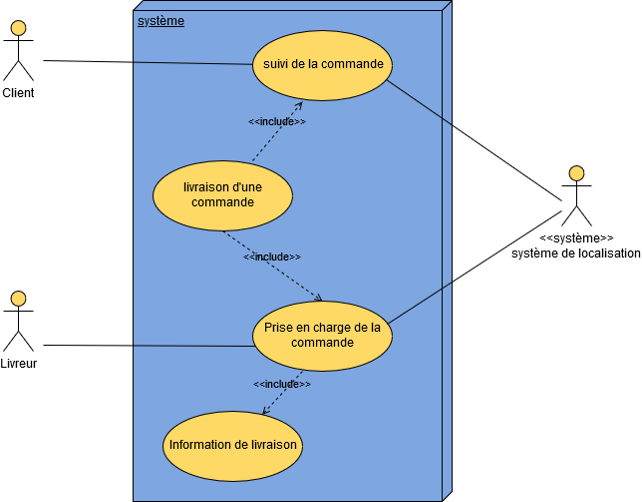 système
suivi de la commande
Client
<<include>>
livraison d'une
commande
<<système>>
système de localisation
<<include>>
Prise en charge de la
commande
Livreur
<<include>>
Information de livraison